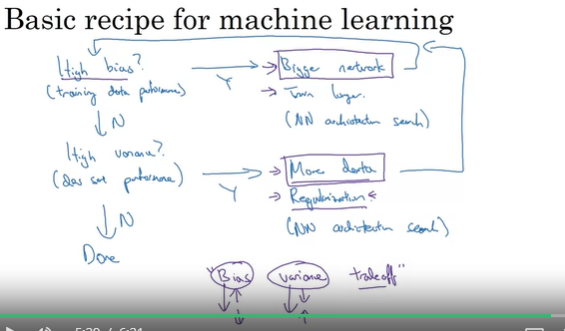 Basic recipe for machine learning
High bias?
(training data performance)
Y
→ Bigger network
→ Train longer.
(NN architecture search)
N
High variance?
(dev set performance)
Y
→ More data
→ Regularization
(NN architecture search)
N
Done
"Bias variance tradeoff"